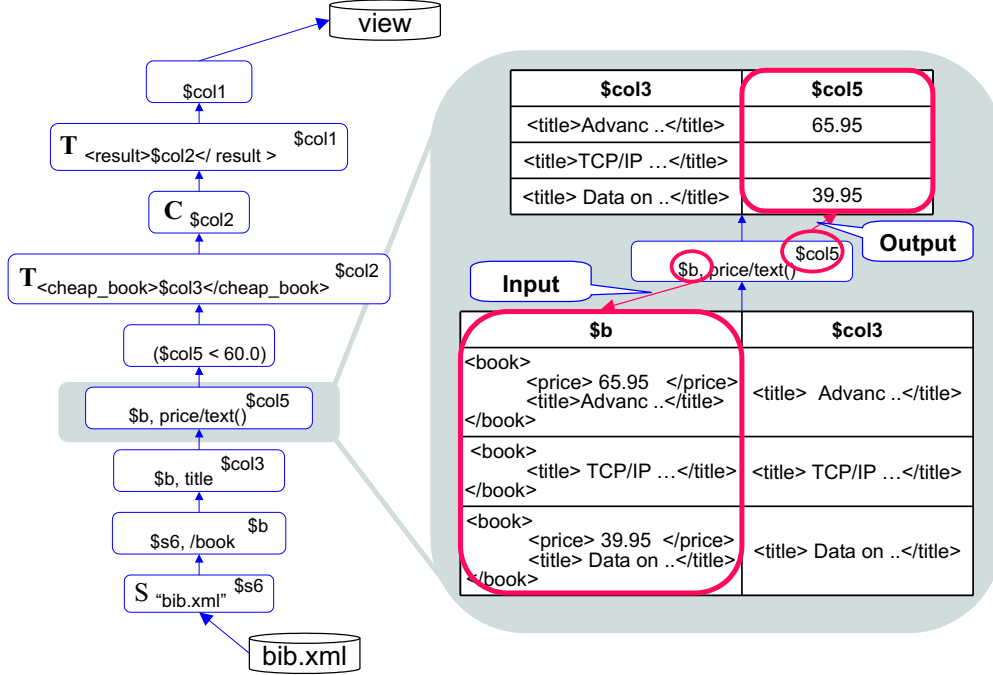 view
$col1
T <result>$col2</ result > $col1
C $col2
T <cheap_book>$col3</cheap_book> $col2
($col5 < 60.0)
$b, price/text() $col5
$b, title $col3
$s6, /book $b
S “bib.xml” $s6
bib.xml
$col3 $col5
<title>Advanc ..</title> 65.95
<title>TCP/IP …</title>
<title> Data on ..</title> 39.95
Output
$b, price/text() $col5
Input
$b $col3
<book>
<price> 65.95 </price>
<title>Advanc ..</title>
</book>
<title> Advanc ..</title>
<book>
<title> TCP/IP …</title>
</book>
<title> TCP/IP …</title>
<book>
<price> 39.95 </price>
<title> Data on ..</title>
</book>
<title> Data on ..</title>